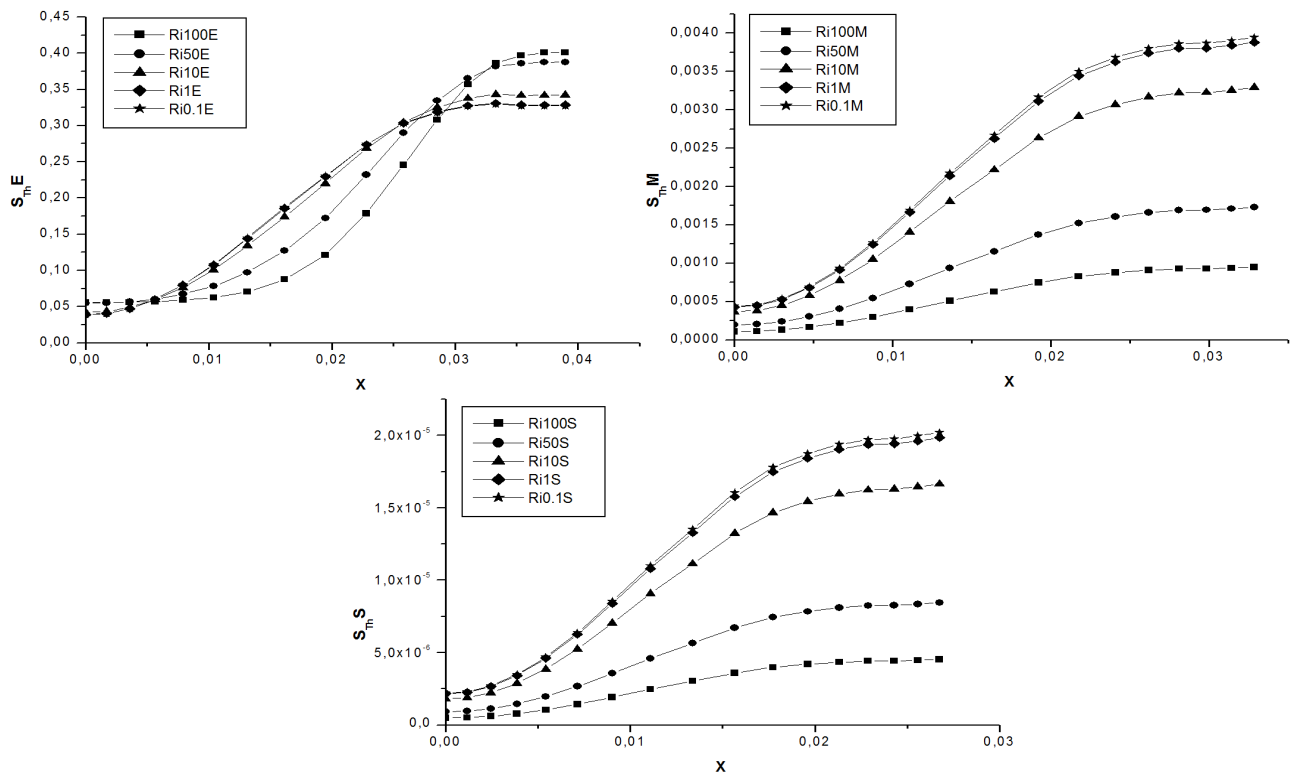 0,45
0,40
0,35
0,30
0,25
0,20
0,15
0,10
0,05
0,00
S_Th E
Ri100E
Ri50E
Ri10E
Ri1E
Ri0.1E
0,00 0,01 0,02 0,03 0,04
X
0,0040
0,0035
0,0030
0,0025
0,0020
0,0015
0,0010
0,0005
0,0000
S_Th M
Ri100M
Ri50M
Ri10M
Ri1M
Ri0.1M
0,00 0,01 0,02 0,03
X
2,0x10⁻⁵
1,5x10⁻⁵
1,0x10⁻⁵
5,0x10⁻⁶
0,0
S_Th S
Ri100S
Ri50S
Ri10S
Ri1S
Ri0.1S
0,00 0,01 0,02 0,03
X